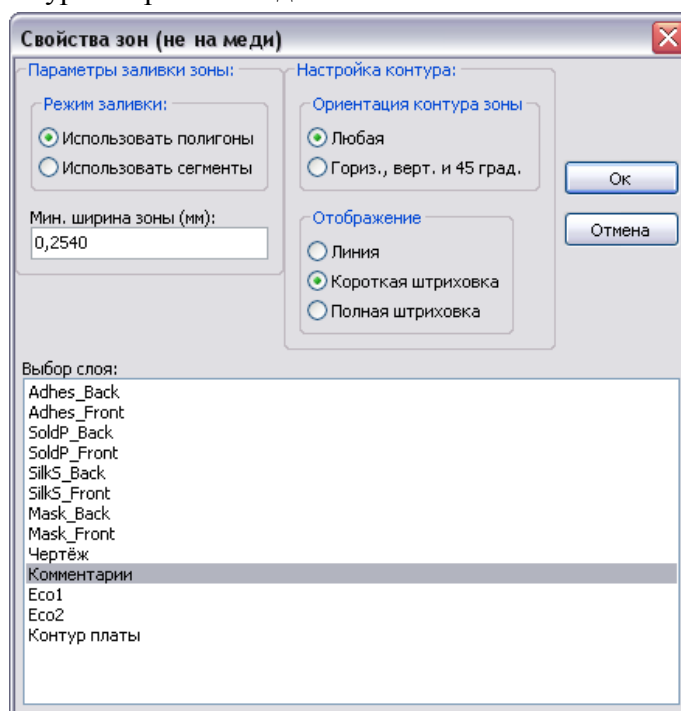 Свойства зон (не на меди)
Параметры заливки зоны:
Режим заливки:
Использовать полигоны
Использовать сегменты
Мин. ширина зоны (мм):
0,2540
Настройка контура:
Ориентация контура зоны
Любая
Гориз., верт. и 45 град.
Отображение
Линия
Короткая штриховка
Полная штриховка
Ок
Отмена
Выбор слоя:
Adhes_Back
Adhes_Front
SoldP_Back
SoldP_Front
SilkS_Back
SilkS_Front
Mask_Back
Mask_Front
Чертёж
Комментарии
Eco1
Eco2
Контур платы